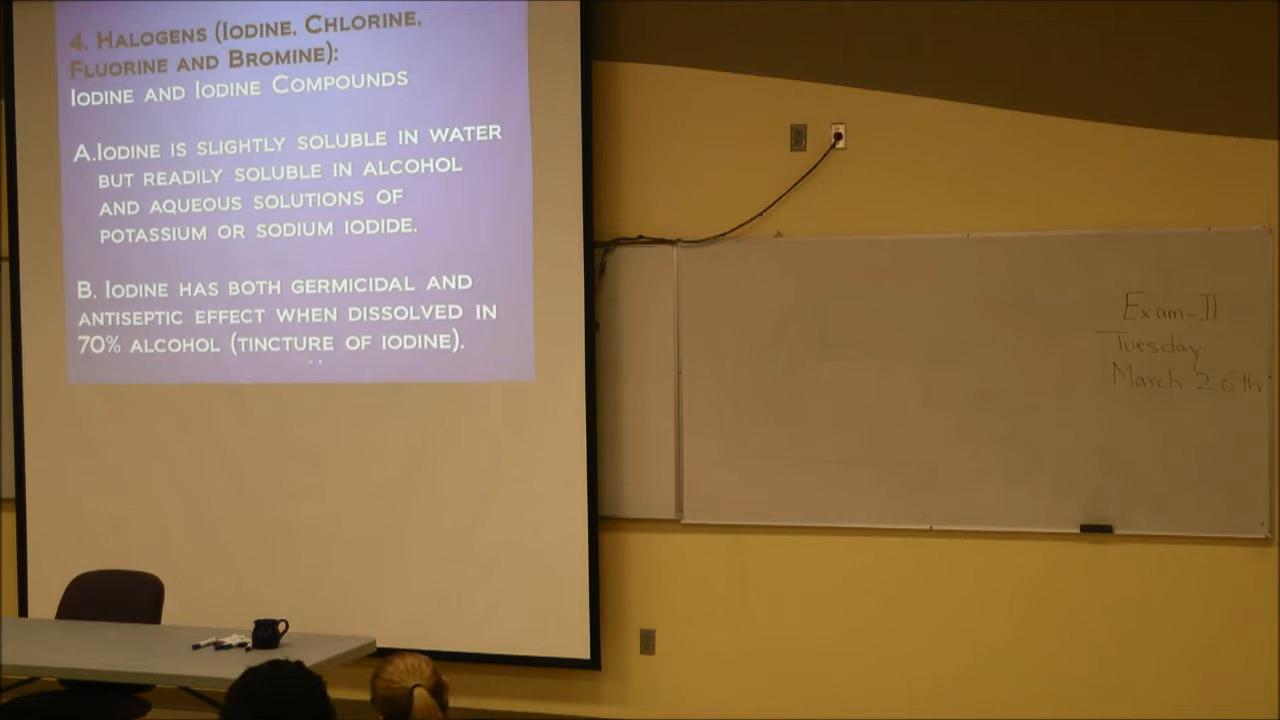 4. Halogens (Iodine, Chlorine,
Fluorine and Bromine):
Iodine and Iodine Compounds
A.Iodine is slightly soluble in water
but readily soluble in alcohol
and aqueous solutions of
potassium or sodium iodide.
B. Iodine has both germicidal and
antiseptic effect when dissolved in
70% alcohol (tincture of iodine).
Exam-II
Tuesday
March 26th